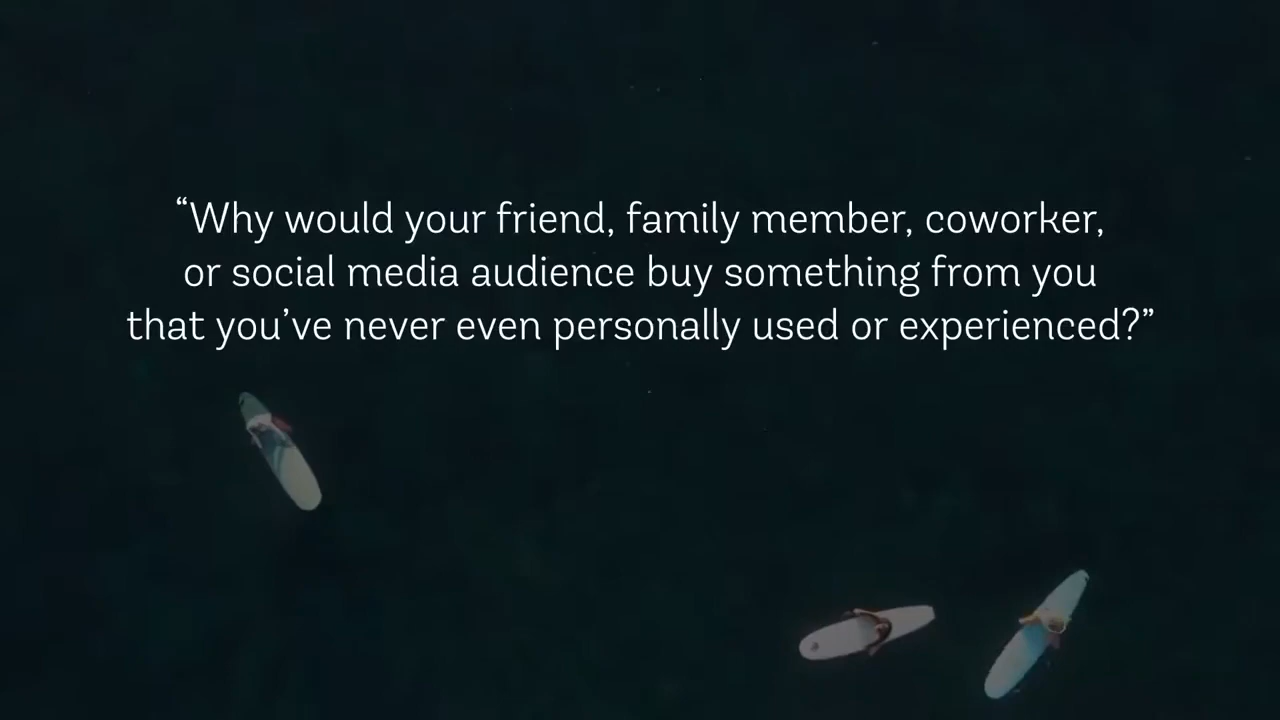 “Why would your friend, family member, coworker,
or social media audience buy something from you
that you’ve never even personally used or experienced?”